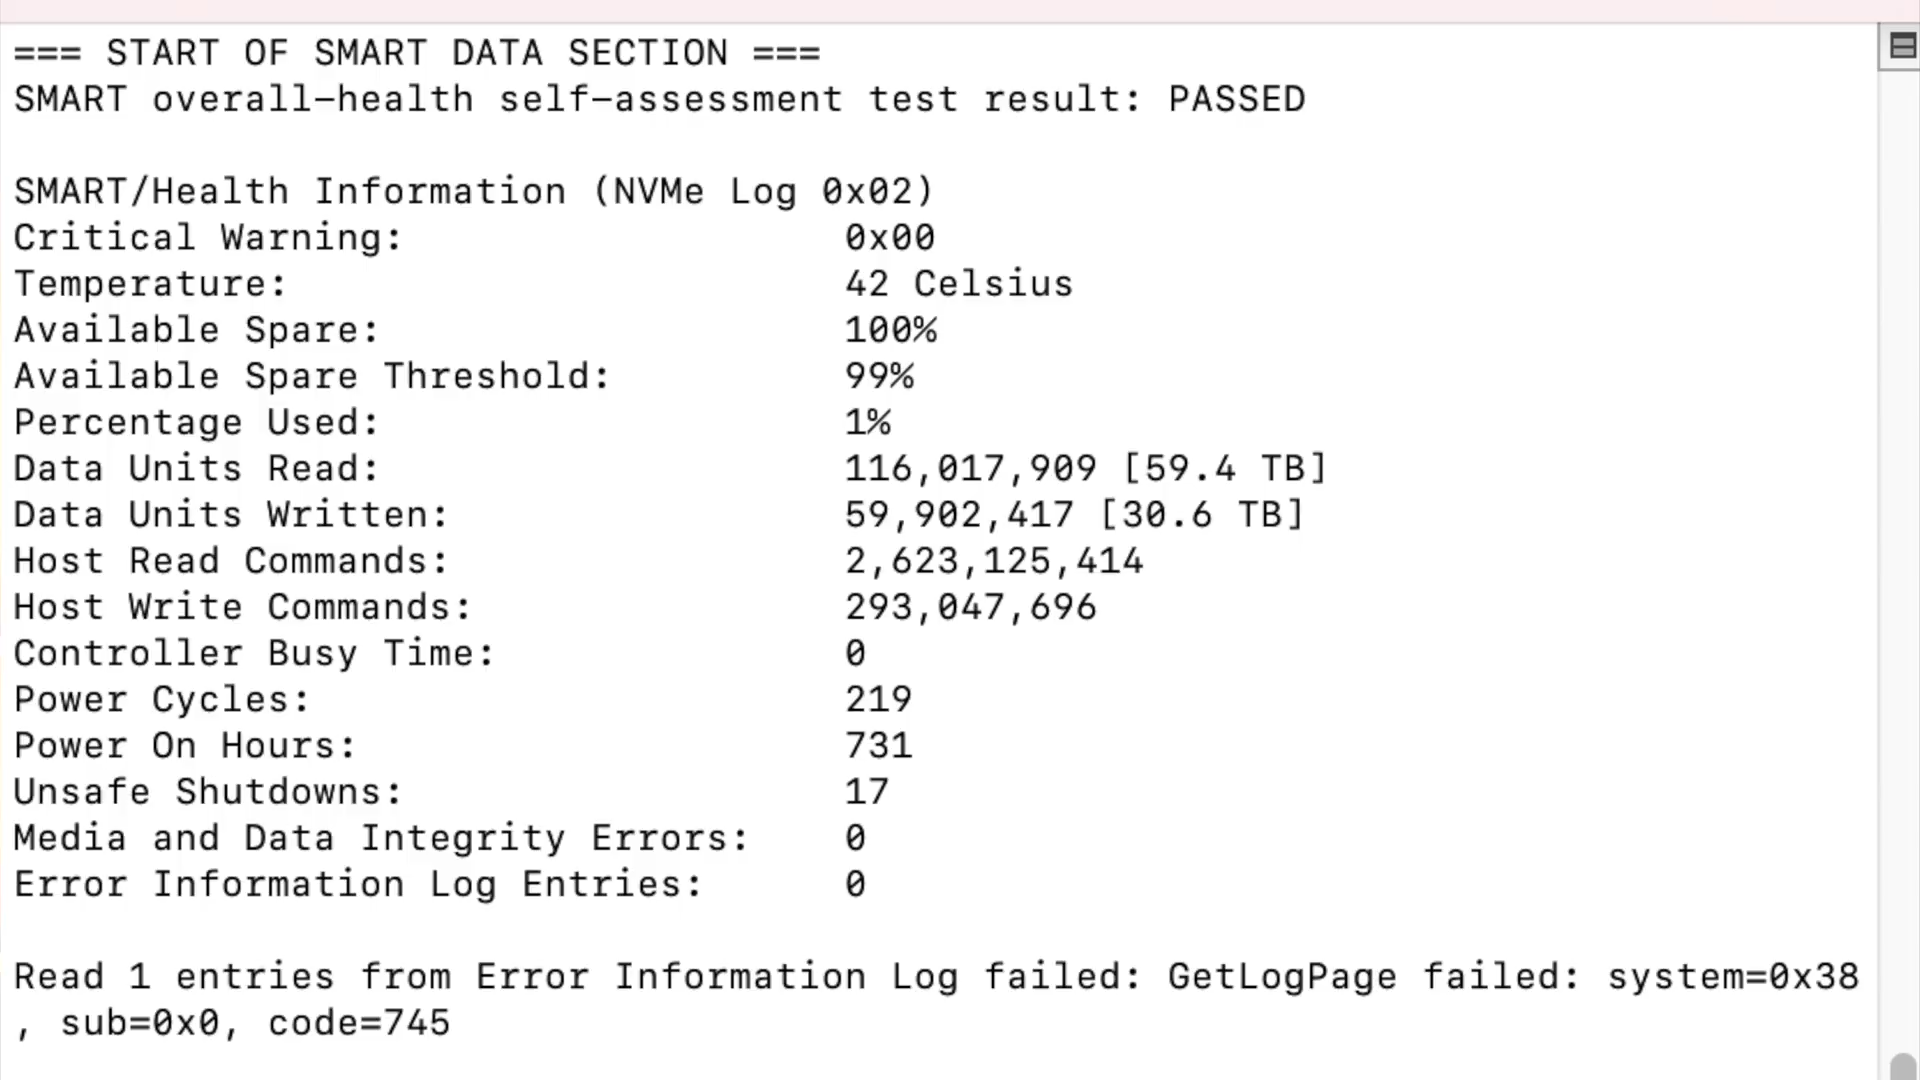 === START OF SMART DATA SECTION ===
SMART overall-health self-assessment test result: PASSED
SMART/Health Information (NVMe Log 0x02)
Critical Warning: 0x00
Temperature: 42 Celsius
Available Spare: 100%
Available Spare Threshold: 99%
Percentage Used: 1%
Data Units Read: 116,017,909 [59.4 TB]
Data Units Written: 59,902,417 [30.6 TB]
Host Read Commands: 2,623,125,414
Host Write Commands: 293,047,696
Controller Busy Time: 0
Power Cycles: 219
Power On Hours: 731
Unsafe Shutdowns: 17
Media and Data Integrity Errors: 0
Error Information Log Entries: 0
Read 1 entries from Error Information Log failed: GetLogPage failed: system=0x38
, sub=0x0, code=745